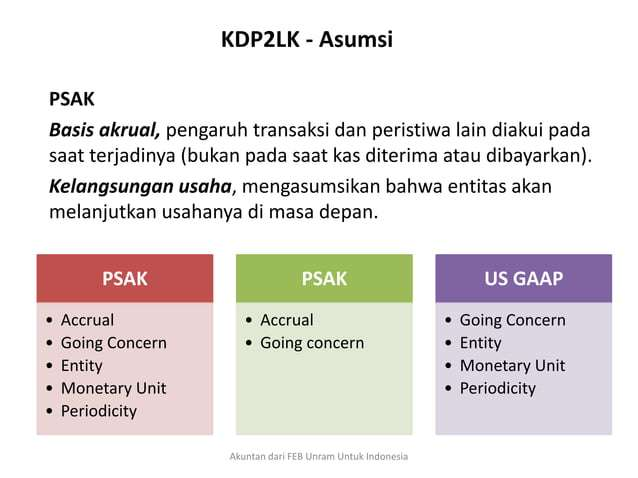 KDP2LK - Asumsi
PSAK
Basis akrual, pengaruh transaksi dan peristiwa lain diakui pada
saat terjadinya (bukan pada saat kas diterima atau dibayarkan).
Kelangsungan usaha, mengasumsikan bahwa entitas akan
melanjutkan usahanya di masa depan.
PSAK
• Accrual
• Going Concern
• Entity
• Monetary Unit
• Periodicity
PSAK
• Accrual
• Going concern
US GAAP
• Going Concern
• Entity
• Monetary Unit
• Periodicity
Akuntan dari FEB Unram Untuk Indonesia